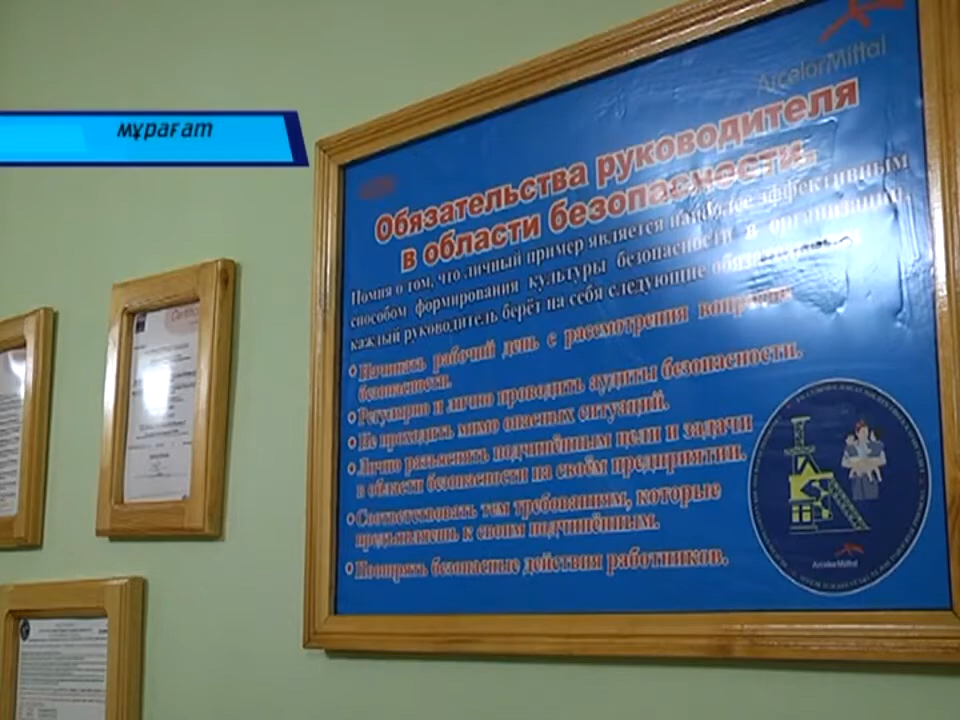 мұрағат
ArcelorMittal
Обязательства руководителя
в области безопасности.
Помня о том, что личный пример является наиболее эффективным
способом формирования культуры безопасности в организации,
каждый руководитель берёт на себя следующие обязательства
Начинать рабочий день с рассмотрения вопросов
безопасности.
Регулярно и лично проводить аудиты безопасности.
Не проходить мимо опасных ситуаций.
Лично разъяснять подчинённым цели и задачи
в области безопасности на своём предприятии.
Соответствовать тем требованиям, которые
предъявляешь к своим подчинённым.
Поощрять безопасные действия работников.
ArcelorMittal